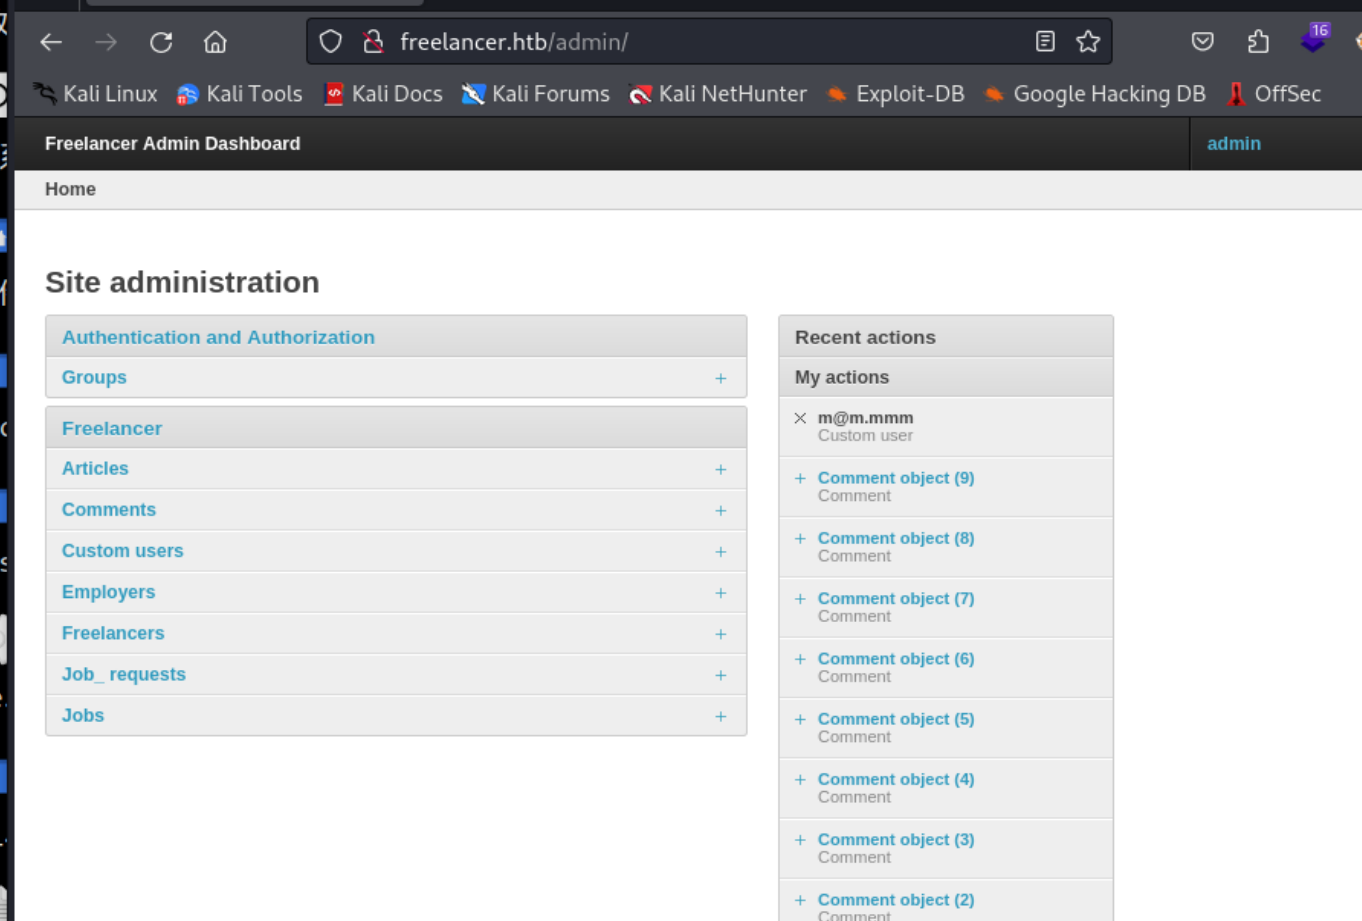 16
freelancer.htb/admin/
Kali Linux Kali Tools Kali Docs Kali Forums Kali NetHunter Exploit-DB Google Hacking DB OffSec
Freelancer Admin Dashboard
admin
Home
Site administration
Authentication and Authorization
Groups +
Freelancer
Articles +
Comments +
Custom users +
Employers +
Freelancers +
Job_ requests +
Jobs +
Recent actions
My actions
m@m.mmm
Custom user
+ Comment object (9)
Comment
+ Comment object (8)
Comment
+ Comment object (7)
Comment
+ Comment object (6)
Comment
+ Comment object (5)
Comment
+ Comment object (4)
Comment
+ Comment object (3)
Comment
+ Comment object (2)
Comment